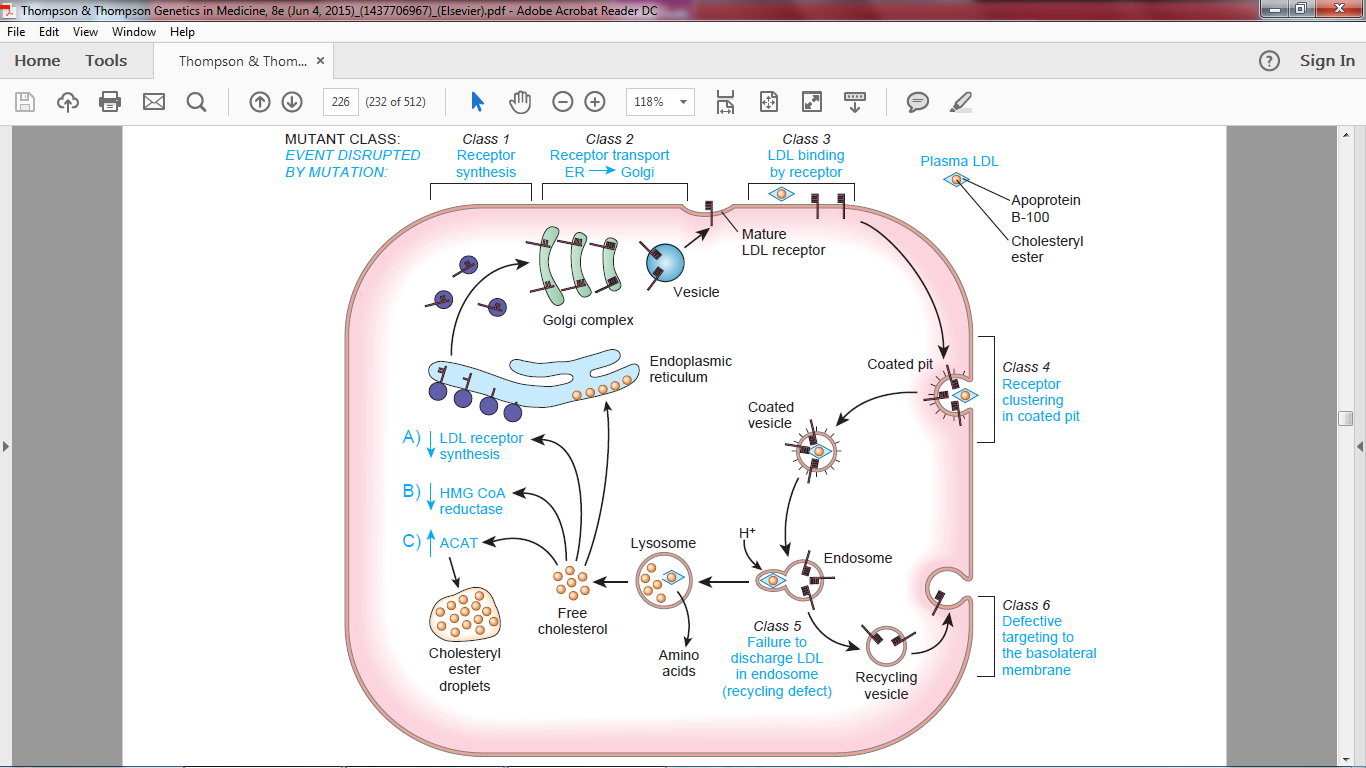 Thompson & Thompson Genetics in Medicine, 8e (Jun 4, 2015)_(1437706967)_(Elsevier).pdf - Adobe Acrobat Reader DC
File Edit View Window Help
Home Tools Thompson & Thom... × ? Sign In
226 (232 of 512) 118%
MUTANT CLASS:
EVENT DISRUPTED
BY MUTATION:
Class 1
Receptor
synthesis
Class 2
Receptor transport
ER → Golgi
Class 3
LDL binding
by receptor
Plasma LDL
Apoprotein
B-100
Cholesteryl
ester
Mature
LDL receptor
Vesicle
Golgi complex
Endoplasmic
reticulum
Coated pit
Class 4
Receptor
clustering
in coated pit
Coated
vesicle
A) ↓ LDL receptor
synthesis
B) ↓ HMG CoA
reductase
C) ↑ ACAT
Lysosome
H+
Endosome
Free
cholesterol
Cholesteryl
ester
droplets
Amino
acids
Class 5
Failure to
discharge LDL
in endosome
(recycling defect)
Recycling
vesicle
Class 6
Defective
targeting to
the basolateral
membrane